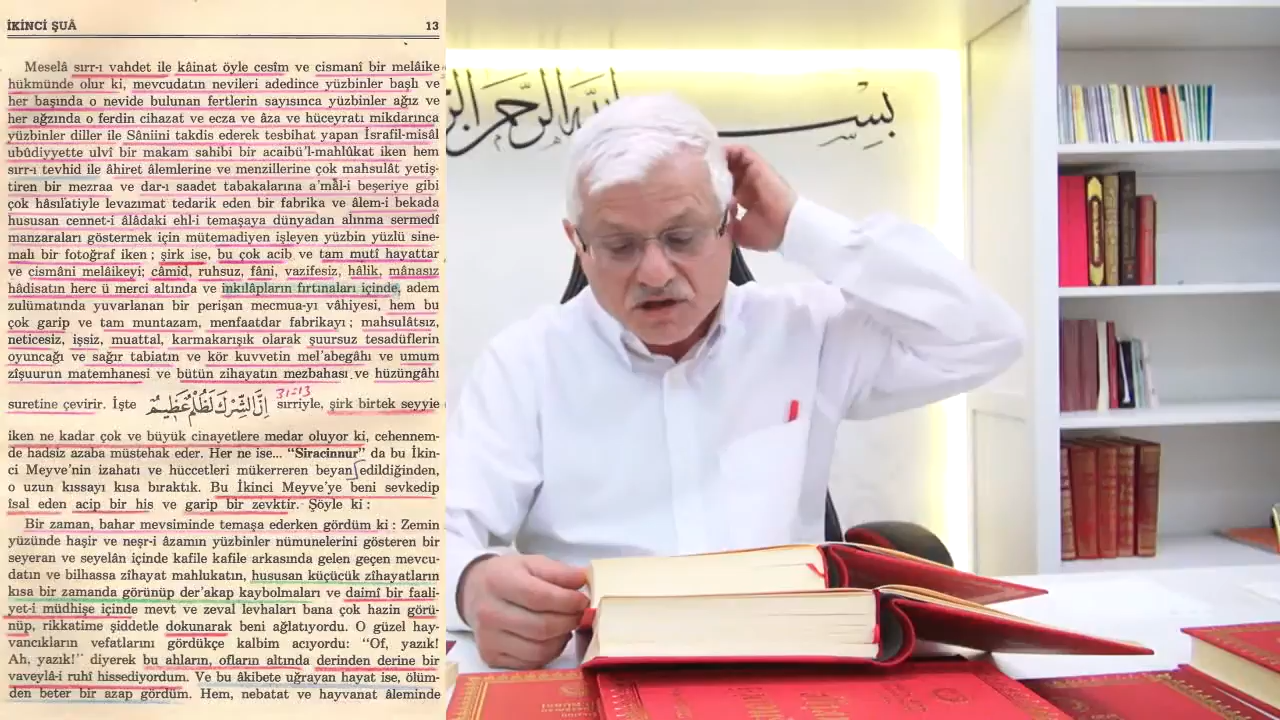 İKİNCİ ŞUÂ 13
Meselâ sırr-ı vahdet ile kâinat öyle cesîm ve cismanî bir melâike
hükmünde olur ki, mevcudatın nevileri adedince yüzbinler başlı ve
her başında o nevide bulunan fertlerin sayısınca yüzbinler ağız ve
her ağzında o ferdin cihazat ve ecza ve âza ve hüceyratı mikdarınca
yüzbinler diller ile Sâniini takdis ederek tesbihat yapan İsrafil-misâl
ubûdiyyette ulvî bir makam sahibi bir acaibü'l-mahlûkat iken hem
sırr-ı tevhid ile âhiret âlemlerine ve menzillerine çok mahsulât yetiş-
tiren bir mezraa ve dar-ı saadet tabakalarına a'mâl-i beşeriye gibi
çok hâsılatiyle levazımat tedarik eden bir fabrika ve âlem-i bekada
hususan cennet-i âlâdaki ehl-i temaşaya dünyadan alınma sermedî
manzaraları göstermek için mütemadiyen işleyen yüzbin yüzlü sine-
malı bir fotoğraf iken ; şirk ise, bu çok acib ve tam mutî hayattar
ve cismâni melâikeyi; câmid, ruhsuz, fâni, vazifesiz, hâlik, mânasız
hâdisatın herc ü merci altında ve inkılâpların fırtınaları içinde, adem
zulümatında yuvarlanan bir perişan mecmua-yı vâhiyesi, hem bu
çok garip ve tam muntazam, menfaatdar fabrikayı ; mahsulâtsız,
neticesiz, işsiz, muattal, karmakarışık olarak şuursuz tesadüflerin
oyuncağı ve sağır tabiatın ve kör kuvvetin mel'abegâhı ve umum
zîşuurun matemhanesi ve bütün zihayatın mezbahası ve hüzüngâhı
31:13
suretine çevirir. İşte اِنَّ الشِّرْكَ لَظُلْمٌ عَظِيمٌ sırriyle, şirk birtek seyyie
iken ne kadar çok ve büyük cinayetlere medar oluyor ki, cehennem-
de hadsiz azaba müstehak eder. Her ne ise... "Siracinnur" da bu İkin-
ci Meyve'nin izahatı ve hüccetleri mükerreren beyan edildiğinden,
o uzun kıssayı kısa bıraktık. Bu İkinci Meyve'ye beni sevkedip
îsal eden acip bir his ve garip bir zevktir. Şöyle ki :
Bir zaman, bahar mevsiminde temaşa ederken gördüm ki : Zemin
yüzünde haşir ve neşr-i âzamın yüzbinler nümunelerini gösteren bir
seyeran ve seyelân içinde kafile kafile arkasında gelen geçen mevcu-
datın ve bilhassa zihayat mahlukatın, hususan küçücük zîhayatların
kısa bir zamanda görünüp der'akap kaybolmaları ve daimî bir faali-
yet-i müdhişe içinde mevt ve zeval levhaları bana çok hazin görü-
nüp, rikkatime şiddetle dokunarak beni ağlatıyordu. O güzel hay-
vancıkların vefatlarını gördükçe kalbim acıyordu: "Of, yazık!
Ah, yazık!" diyerek bu ahların, ofların altında derinden derine bir
vaveylâ-i ruhî hissediyordum. Ve bu âkibete uğrayan hayat ise, ölüm-
den beter bir azap gördüm. Hem, nebatat ve hayvanat âleminde
بسم الله الرحمن